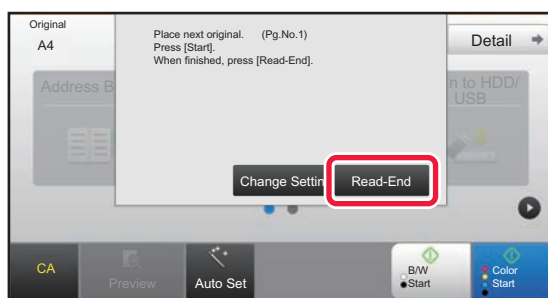 Original
A4
Place next original. (Pg.No.1)
Press [Start].
When finished, press [Read-End].
Detail
Address B
n to HDD/
USB
Change Settin
Read-End
CA
Preview
Auto Set
B/W
Start
Color
Start